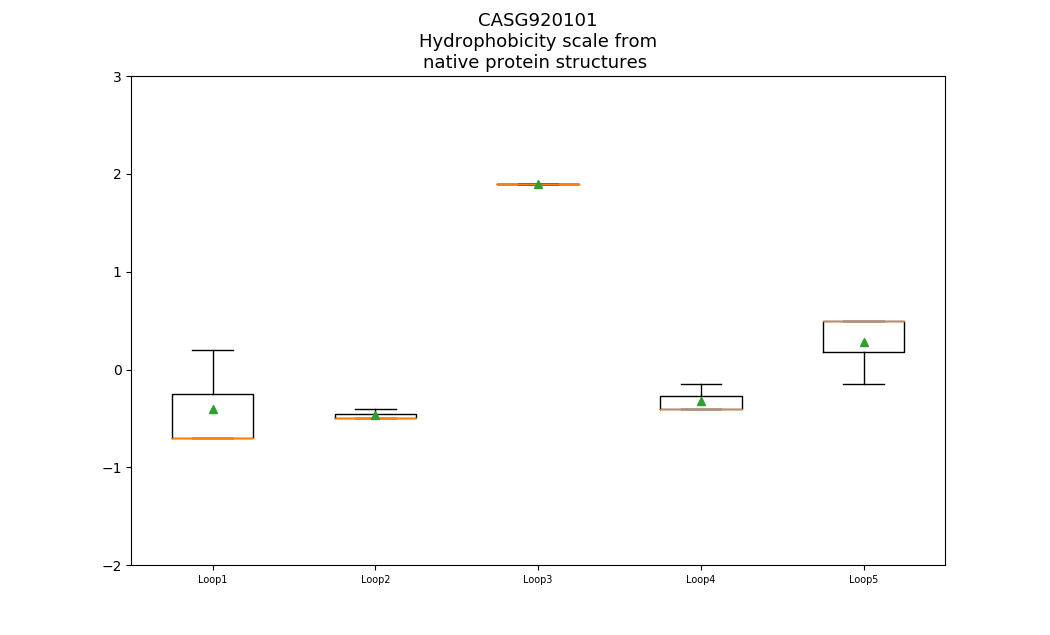 CASG920101
Hydrophobicity scale from
native protein structures
3
2
1
0
−1
−2
Loop1
Loop2
Loop3
Loop4
Loop5